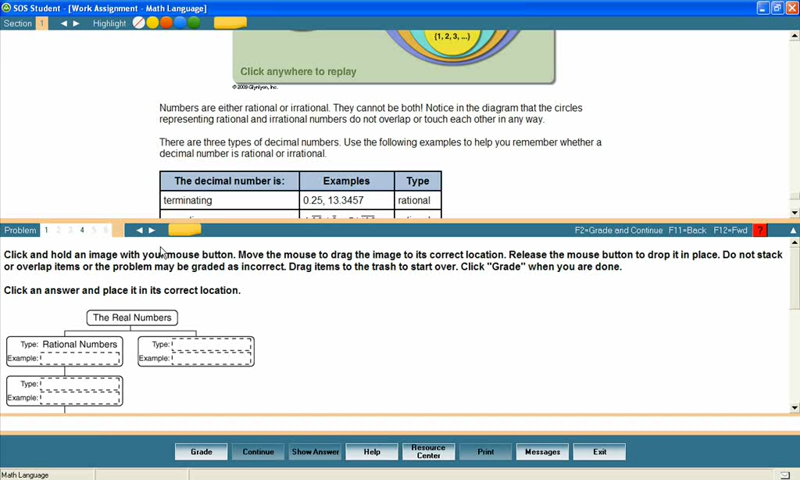 SOS Student - [Work Assignment - Math Language]
Section 1 Highlight
{1, 2, 3, ...}
Click anywhere to replay
©2009 Glynlyon, Inc.
Numbers are either rational or irrational. They cannot be both! Notice in the diagram that the circles
representing rational and irrational numbers do not overlap or touch each other in any way.
There are three types of decimal numbers. Use the following examples to help you remember whether a
decimal number is rational or irrational.
The decimal number is: Examples Type
terminating 0.25, 13.3457 rational
Problem 1 2 3 4 5 6 F2=Grade and Continue F11=Back F12=Fwd ?
Click and hold an image with your mouse button. Move the mouse to drag the image to its correct location. Release the mouse button to drop it in place. Do not stack
or overlap items or the problem may be graded as incorrect. Drag items to the trash to start over. Click "Grade" when you are done.
Click an answer and place it in its correct location.
The Real Numbers
Type: Rational Numbers Type:
Example: Example:
Type:
Example:
Grade Continue Show Answer Help Resource Center Print Messages Exit
Math Language